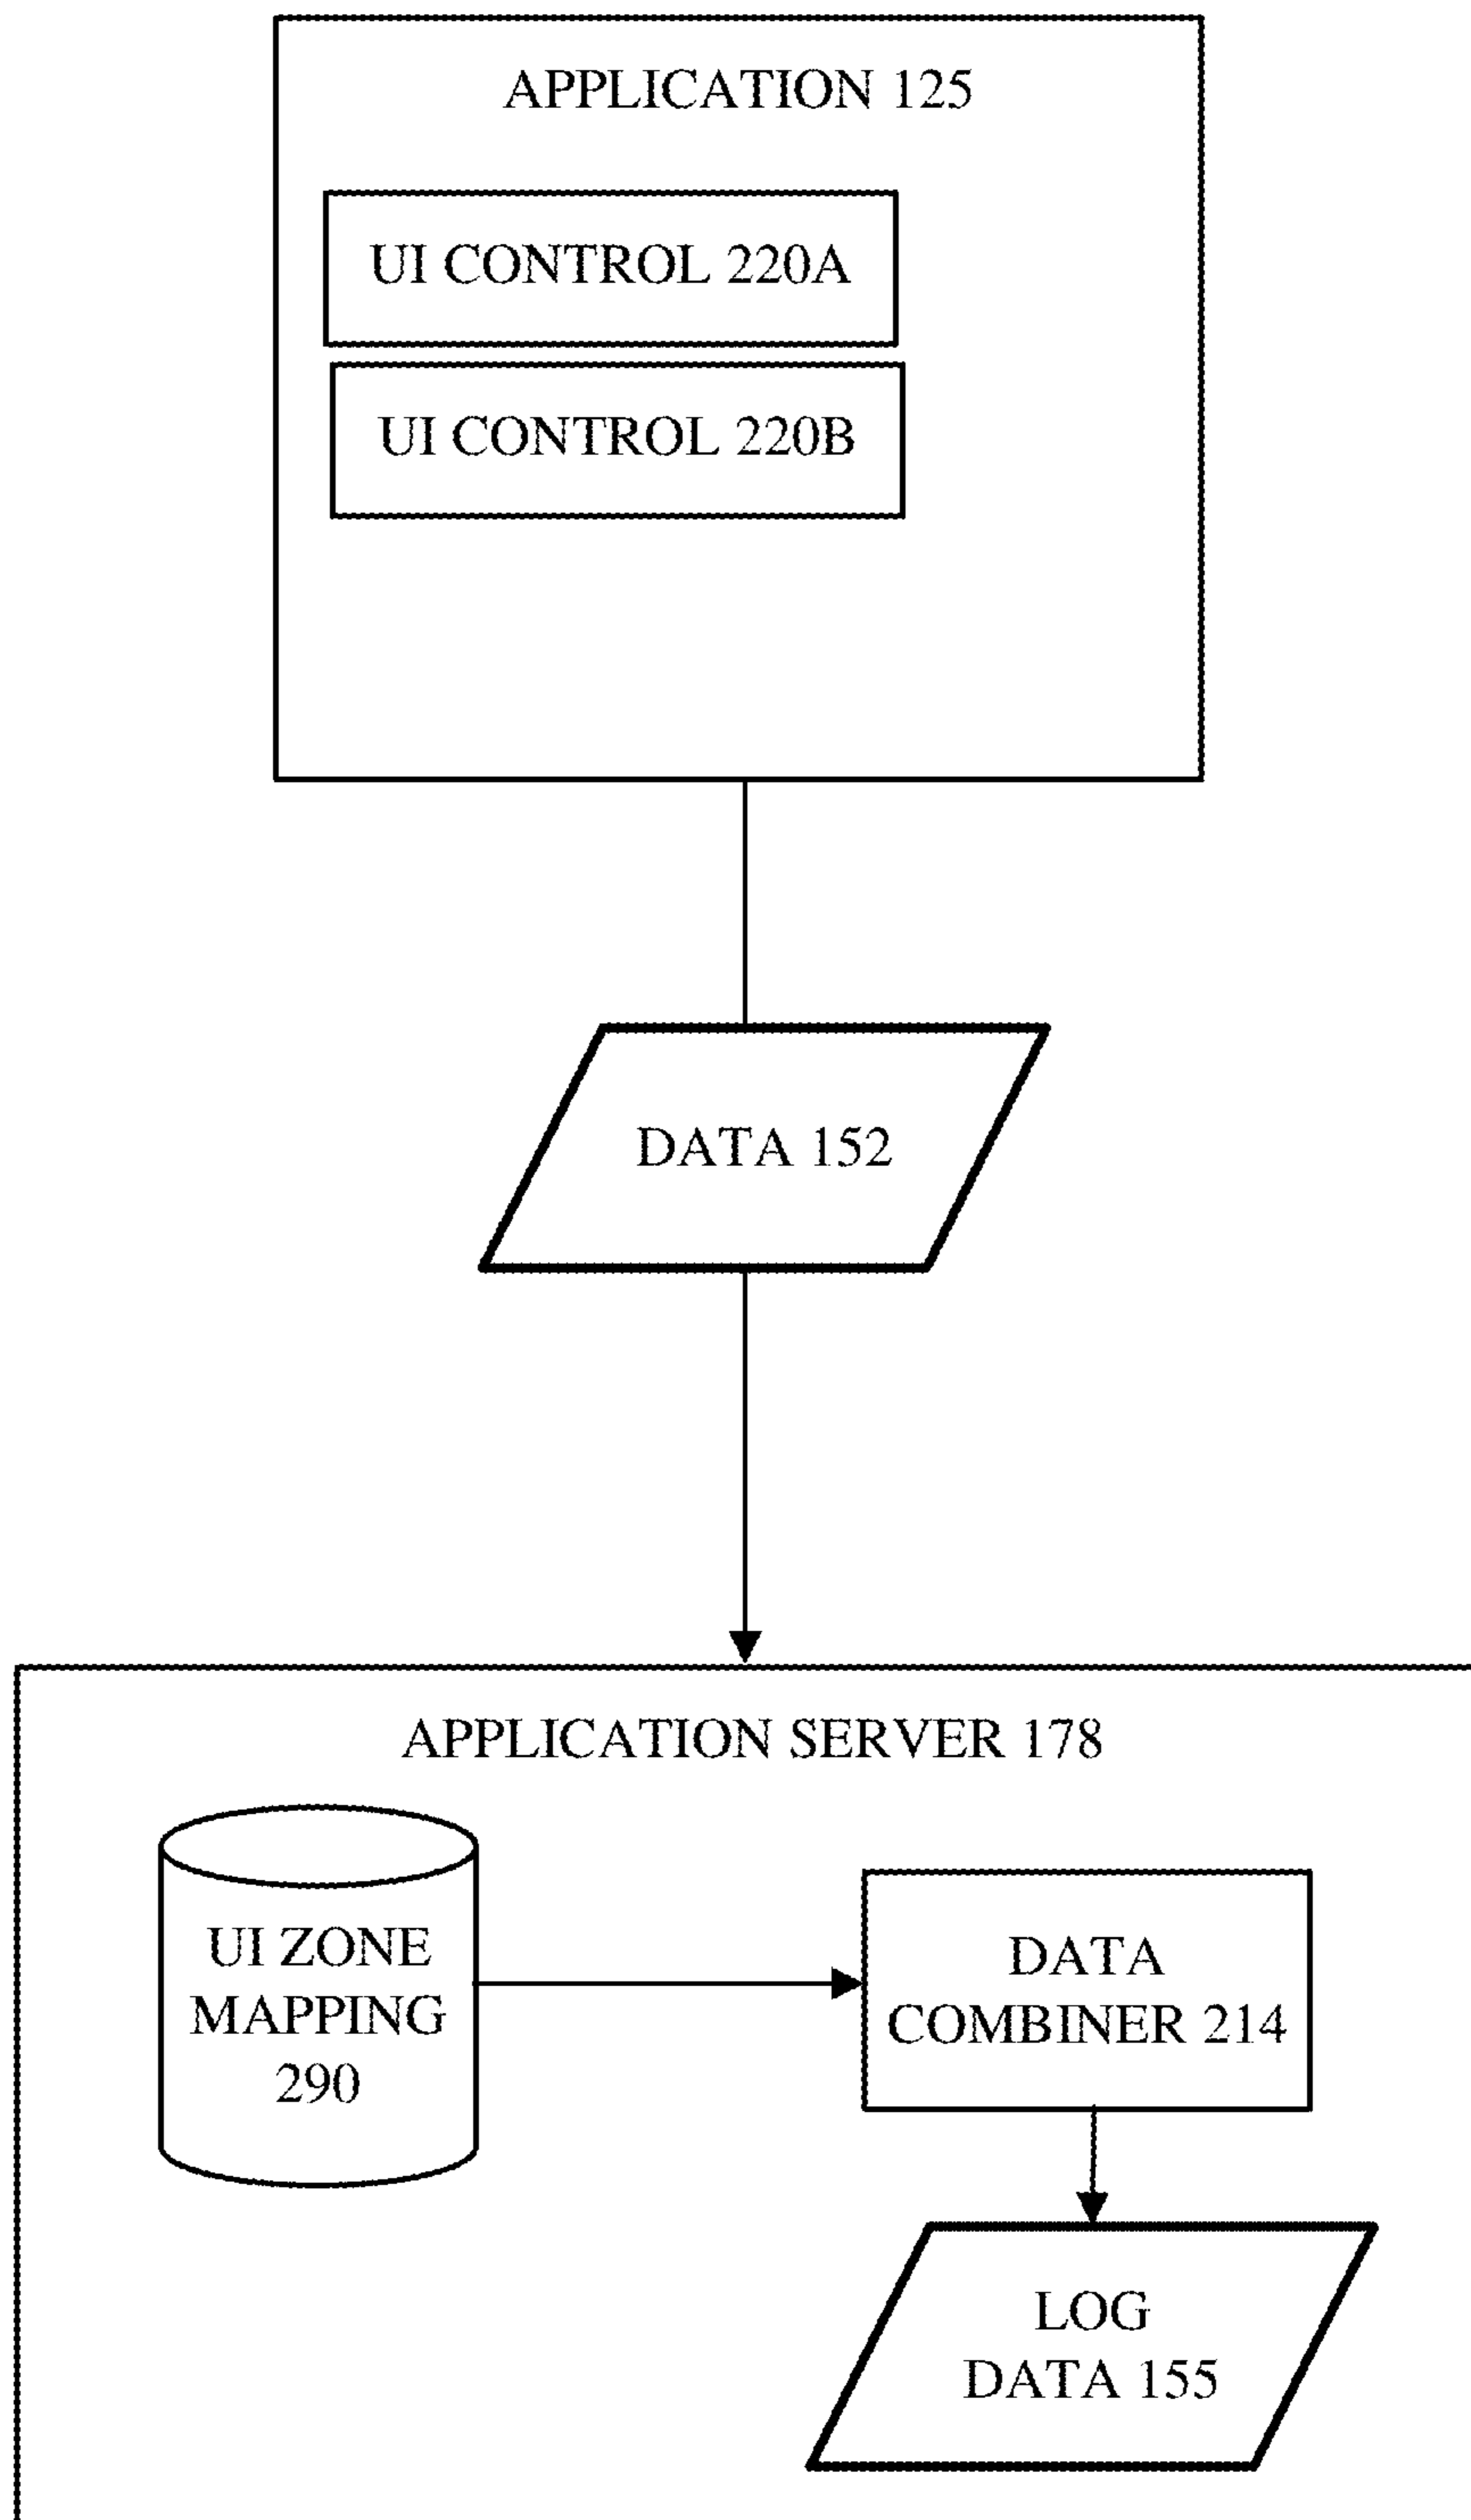 APPLICATION 125
UI CONTROL 220A
UI CONTROL 220B
DATA 152
APPLICATION SERVER 178
UI ZONE
MAPPING
290
DATA
COMBINER 214
LOG
DATA 155